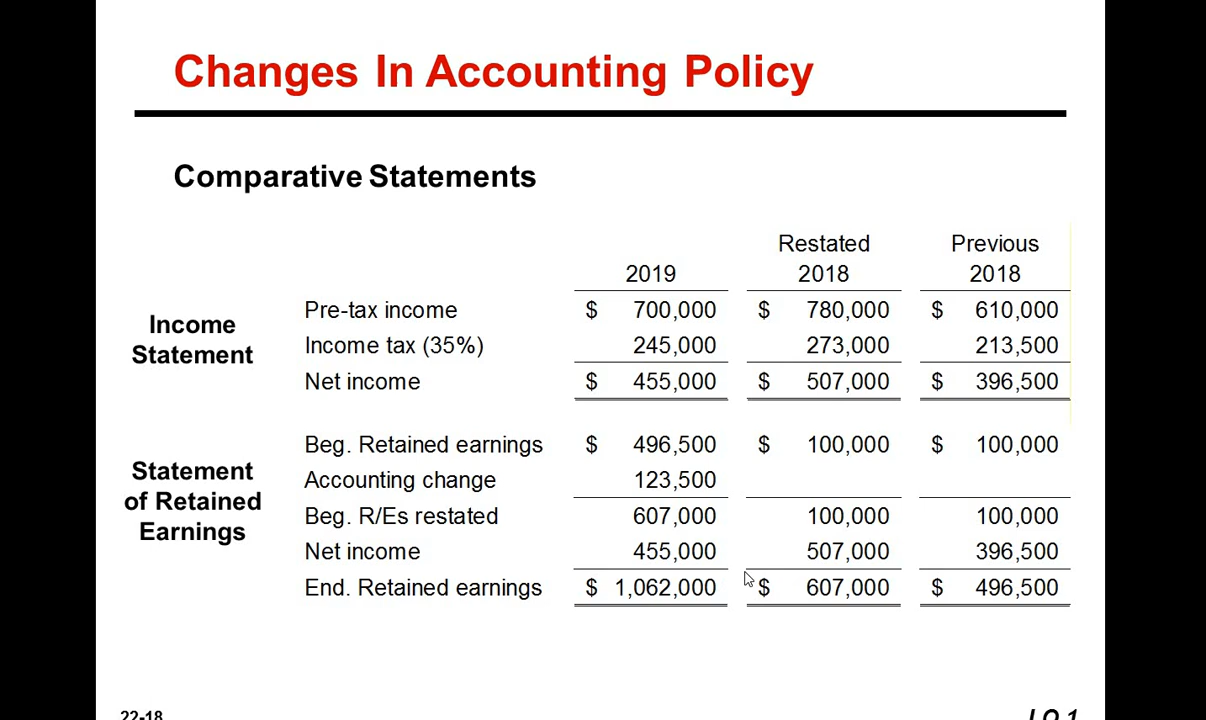 Changes In Accounting Policy
Comparative Statements
Restated Previous
2019 2018 2018
Income Statement
Pre-tax income $ 700,000 $ 780,000 $ 610,000
Income tax (35%) 245,000 273,000 213,500
Net income $ 455,000 $ 507,000 $ 396,500
Statement of Retained Earnings
Beg. Retained earnings $ 496,500 $ 100,000 $ 100,000
Accounting change 123,500
Beg. R/Es restated 607,000 100,000 100,000
Net income 455,000 507,000 396,500
End. Retained earnings $ 1,062,000 $ 607,000 $ 496,500
22-18 LO 1